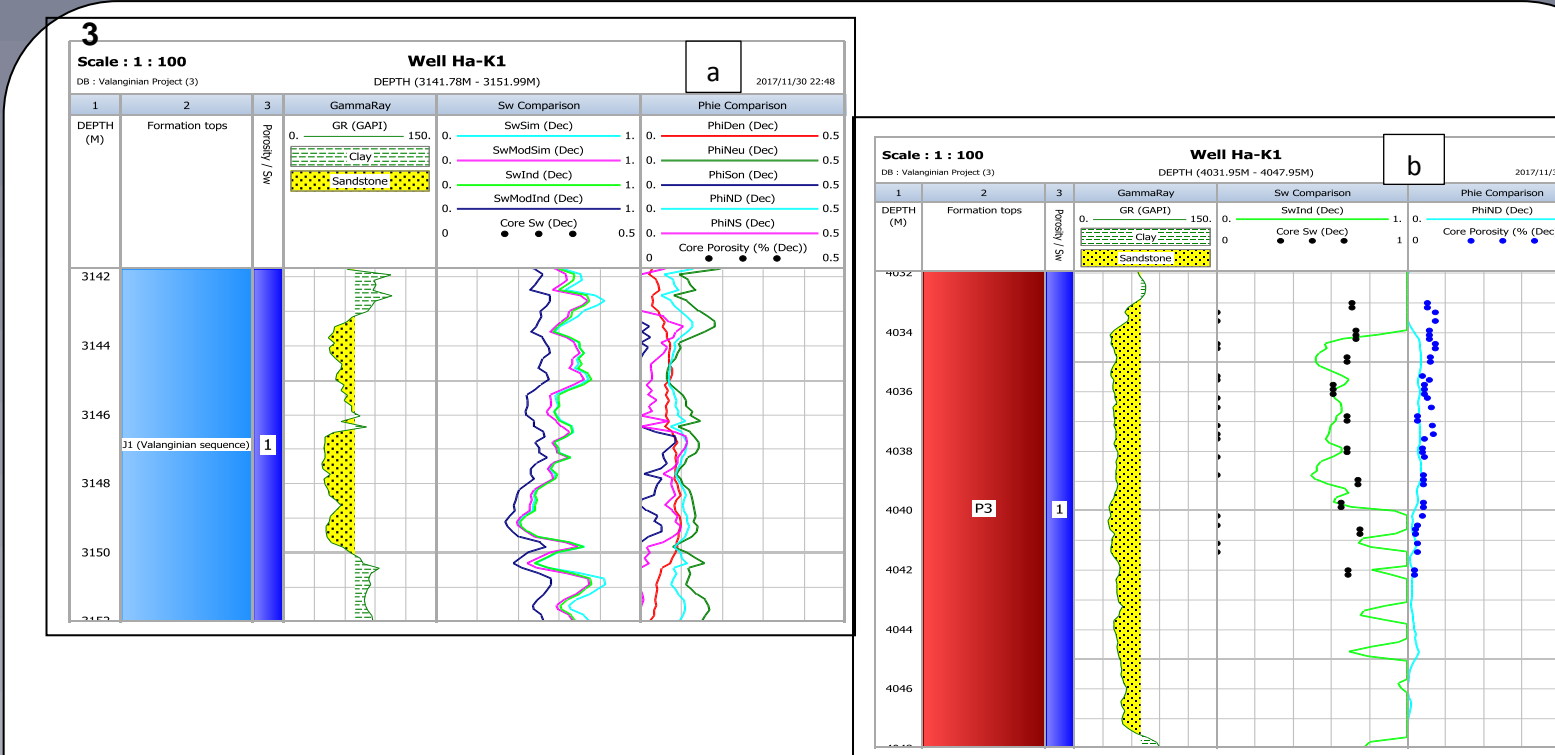 3
Scale : 1 : 100
Well Ha-K1
a
DB : Valanginian Project (3)
DEPTH (3141.78M - 3151.99M)
2017/11/30 22:48
1 2 3 GammaRay Sw Comparison Phie Comparison
DEPTH (M)
Formation tops
Porosity / Sw
GR (GAPI)
0. 150.
Clay
Sandstone
SwSim (Dec)
0. 1.
SwModSim (Dec)
0. 1.
SwInd (Dec)
0. 1.
SwModInd (Dec)
0. 1.
Core Sw (Dec)
0 0.5
PhiDen (Dec)
0. 0.5
PhiNeu (Dec)
0. 0.5
PhiSon (Dec)
0. 0.5
PhiND (Dec)
0. 0.5
PhiNS (Dec)
0. 0.5
Core Porosity (% (Dec))
0 0.5
3142
3144
3146
J1 (Valanginian sequence)
1
3148
3150
3152
Scale : 1 : 100
Well Ha-K1
b
DB : Valanginian Project (3)
DEPTH (4031.95M - 4047.95M)
2017/11/3
1 2 3 GammaRay Sw Comparison Phie Comparison
DEPTH (M)
Formation tops
Porosity / Sw
GR (GAPI)
0. 150.
Clay
Sandstone
SwInd (Dec)
0. 1.
Core Sw (Dec)
0 1
PhiND (Dec)
0.
Core Porosity (% (Dec
0
4032
4034
4036
4038
4040
P3
1
4042
4044
4046
4048